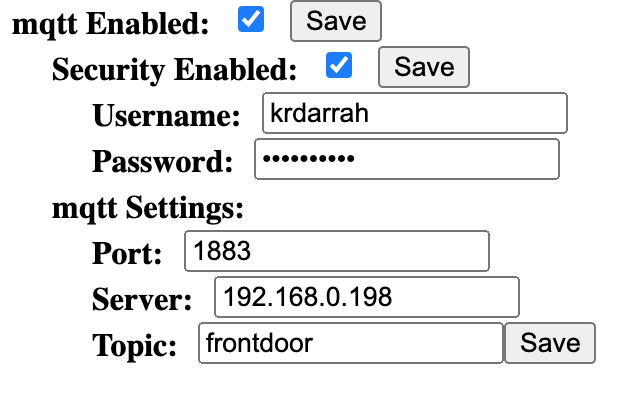 mqtt Enabled: Save
Security Enabled: Save
Username: krdarrah
Password: ••••••••••
mqtt Settings:
Port: 1883
Server: 192.168.0.198
Topic: frontdoor Save